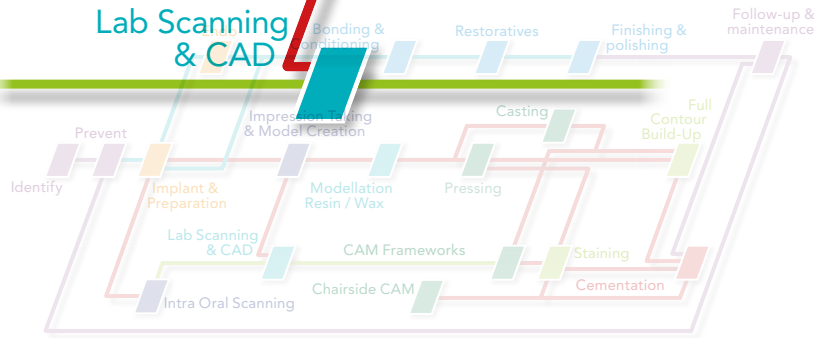 Lab Scanning
& CAD
Endo
Bonding &
Conditioning
Restoratives
Finishing &
polishing
Follow-up &
maintenance
Identify
Prevent
Implant &
Preparation
Impression Taking
& Model Creation
Modellation
Resin / Wax
Casting
Pressing
Full
Contour
Build-Up
Lab Scanning
& CAD
CAM Frameworks
Staining
Intra Oral Scanning
Chairside CAM
Cementation